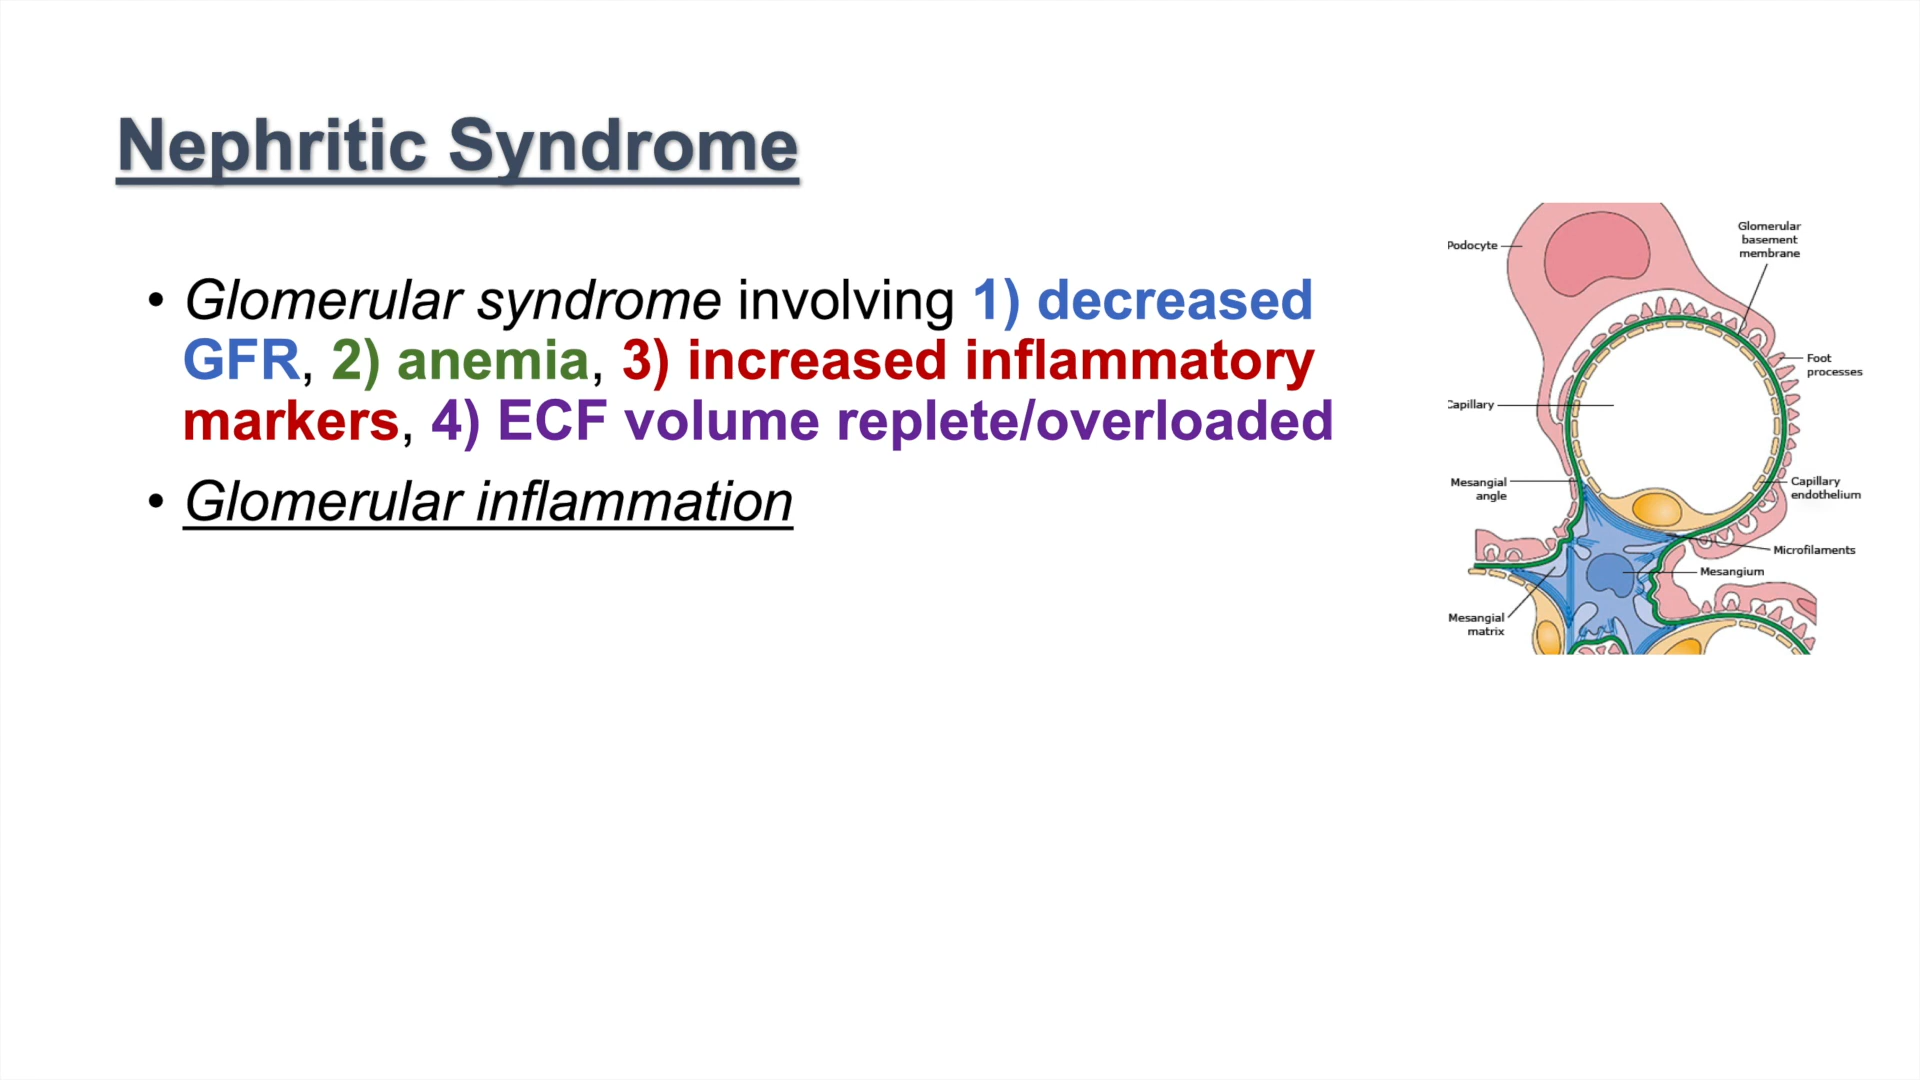 Nephritic Syndrome
• Glomerular syndrome involving 1) decreased
GFR, 2) anemia, 3) increased inflammatory
markers, 4) ECF volume replete/overloaded
• Glomerular inflammation
Podocyte
Glomerular
basement
membrane
Foot
processes
Capillary
Mesangial
angle
Capillary
endothelium
Microfilaments
Mesangium
Mesangial
matrix